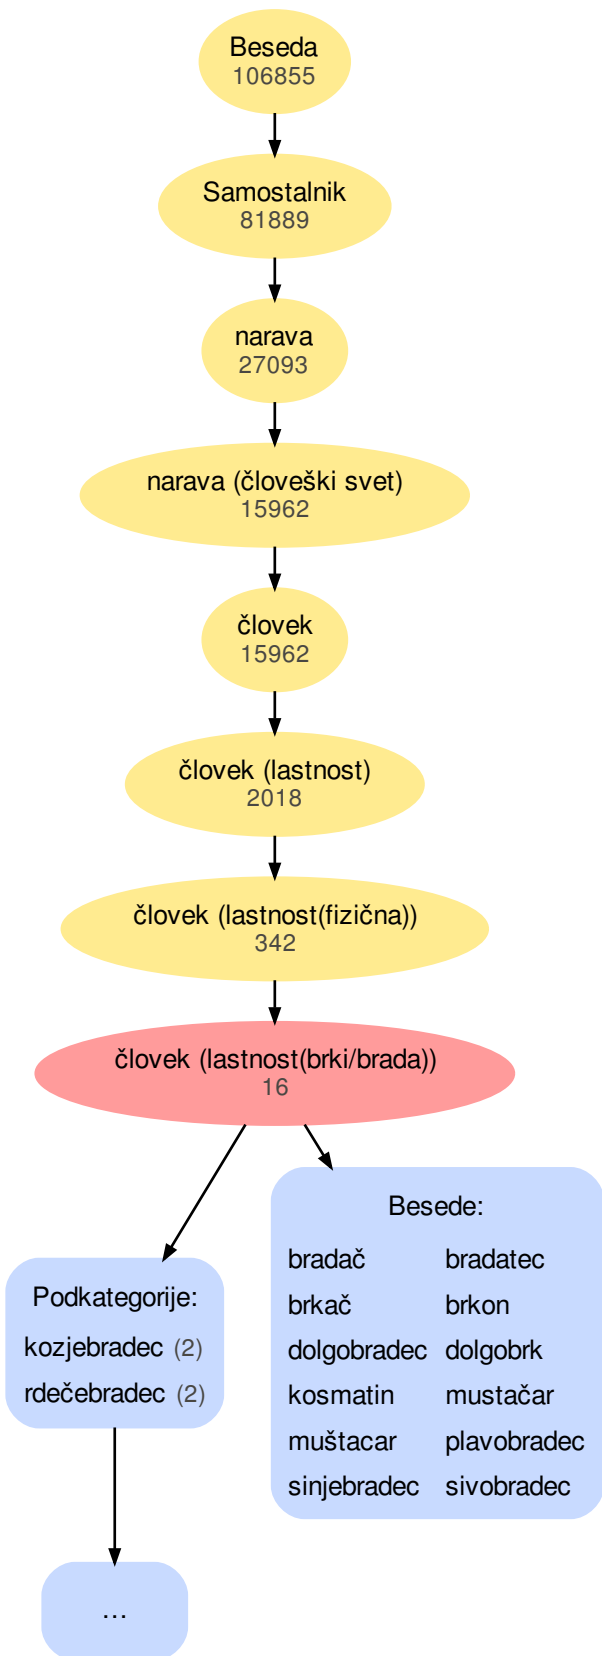 Beseda
106855
Samostalnik
81889
narava
27093
narava (človeški svet)
15962
človek
15962
človek (lastnost)
2018
človek (lastnost(fizična))
342
človek (lastnost(brki/brada))
16
Podkategorije:
kozjebradec (2)
rdečebradec (2)
...
Besede:
bradač bradatec
brkač brkon
dolgobradec dolgobrk
kosmatin mustačar
muštacar plavobradec
sinjebradec sivobradec